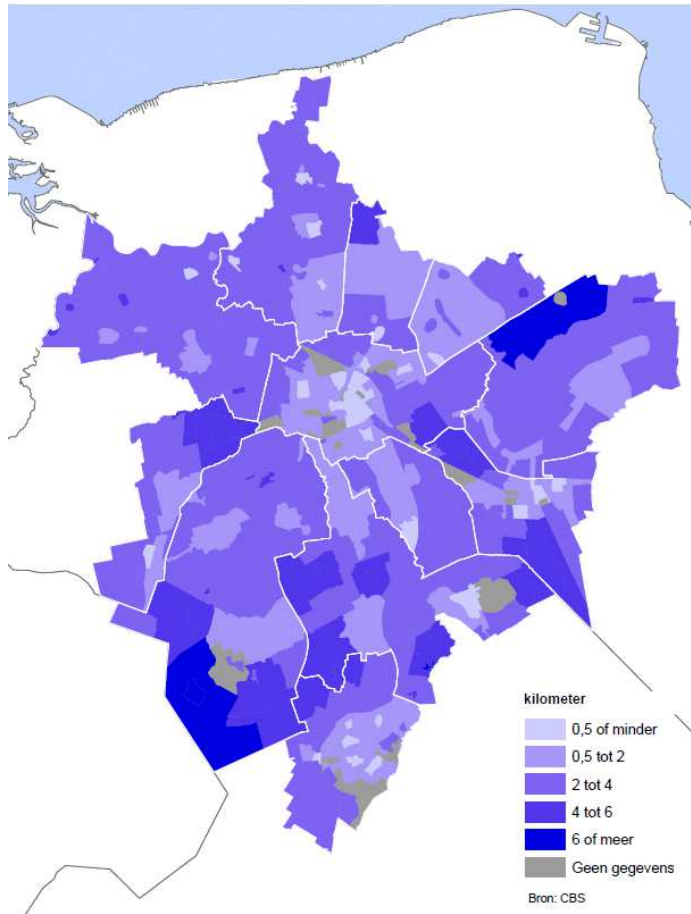 kilometer
0,5 of minder
0,5 tot 2
2 tot 4
4 tot 6
6 of meer
Geen gegevens
Bron: CBS